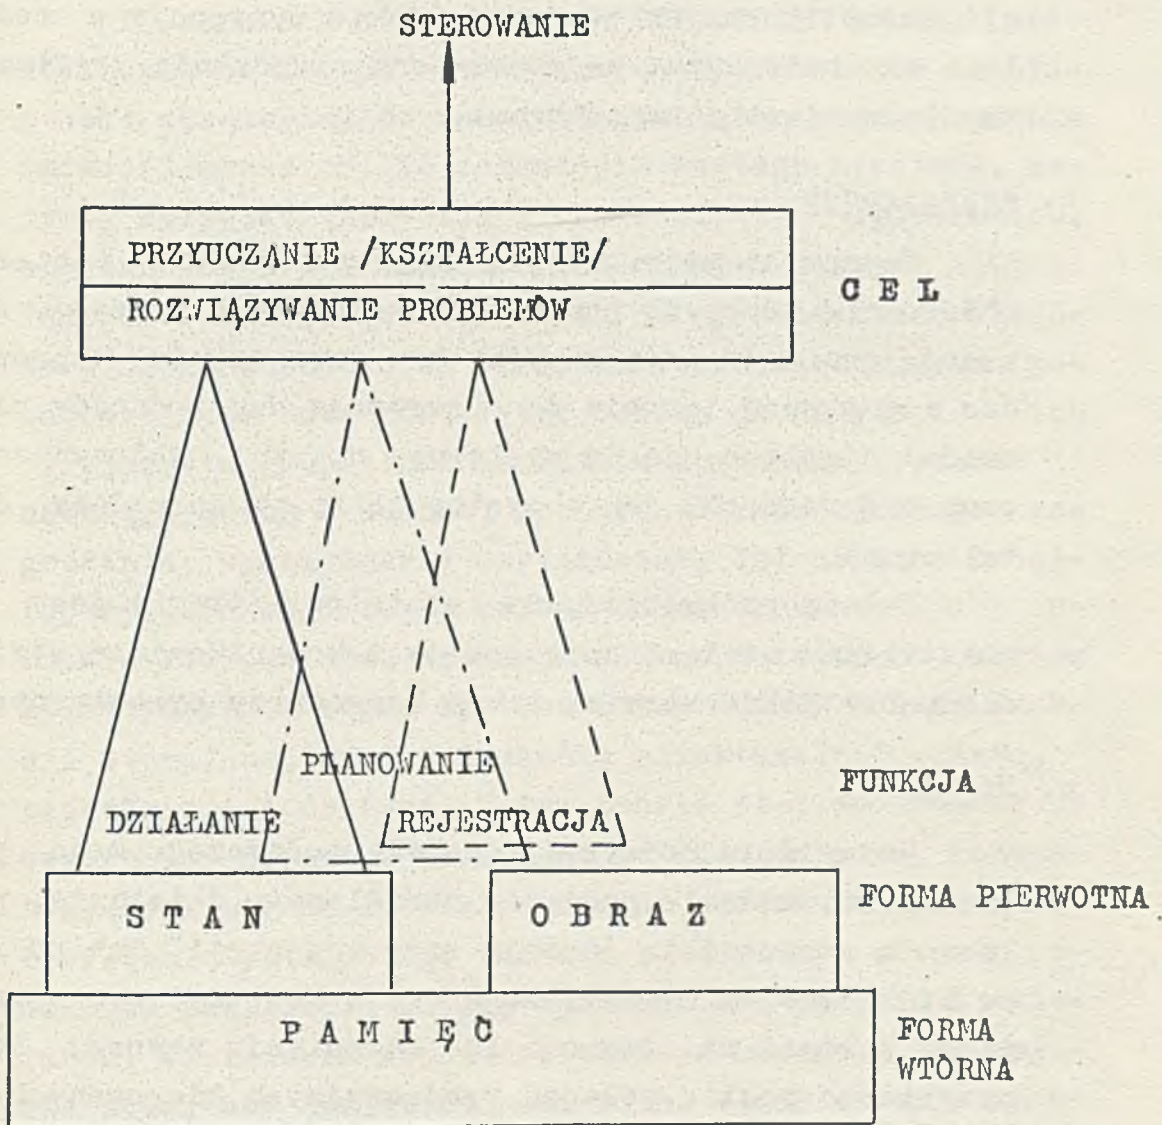 STEROWANIE
PRZYUCZANIE /KSZTAŁCENIE/
ROZWIĄZYWANIE PROBLEMÓW
C E L
PLANOWANIE
FUNKCJA
DZIAŁANIE
/REJESTRACJA
S T A N
O B R A Z
FORMA PIERWOTNA
P A M I Ę Ć
FORMA
WTÓRNA